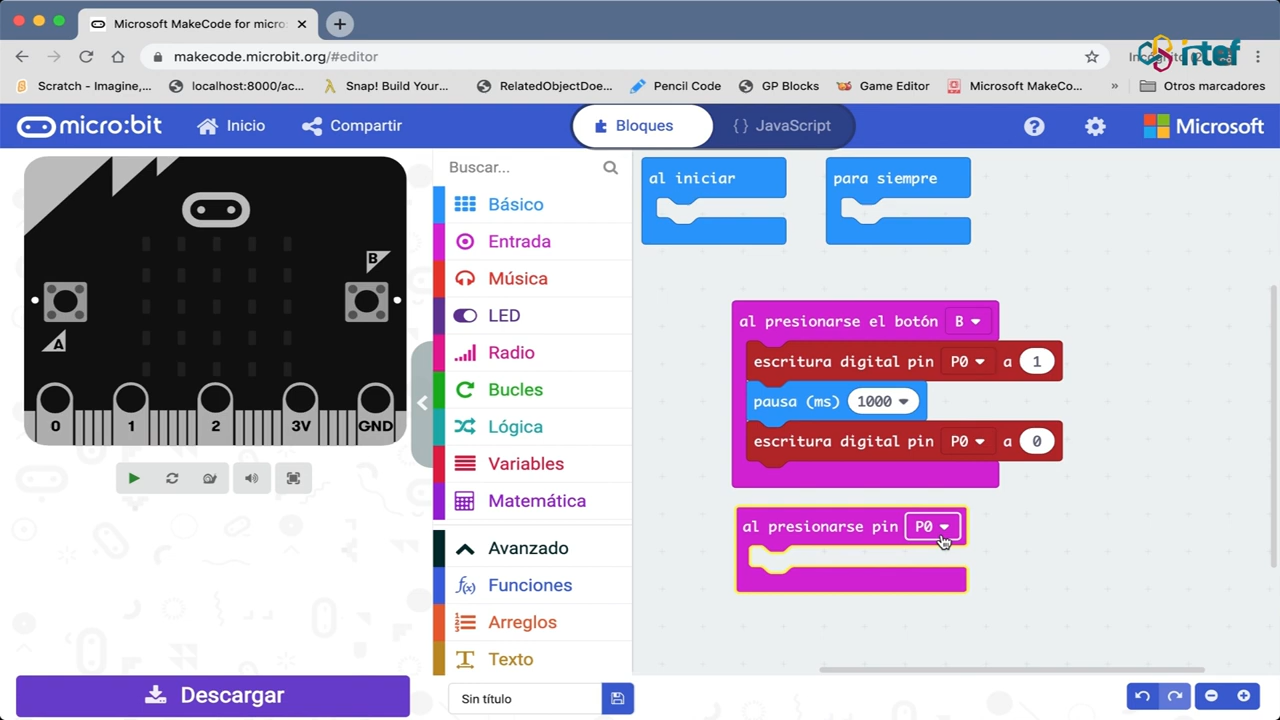 Microsoft MakeCode for micro:
makecode.microbit.org/#editor
intef
Scratch - Imagine,...
localhost:8000/ac...
Snap! Build Your...
RelatedObjectDoe...
Pencil Code
GP Blocks
Game Editor
Microsoft MakeCo...
»
Otros marcadores
micro:bit
Inicio
Compartir
Bloques
{} JavaScript
?
Microsoft
B
A
0 1 2 3V GND
Descargar
Buscar...
Básico
Entrada
Música
LED
Radio
Bucles
Lógica
Variables
Matemática
Avanzado
f(x) Funciones
Arreglos
T Texto
Sin título
al iniciar
para siempre
al presionarse el botón B
escritura digital pin P0 a 1
pausa (ms) 1000
escritura digital pin P0 a 0
al presionarse pin P0